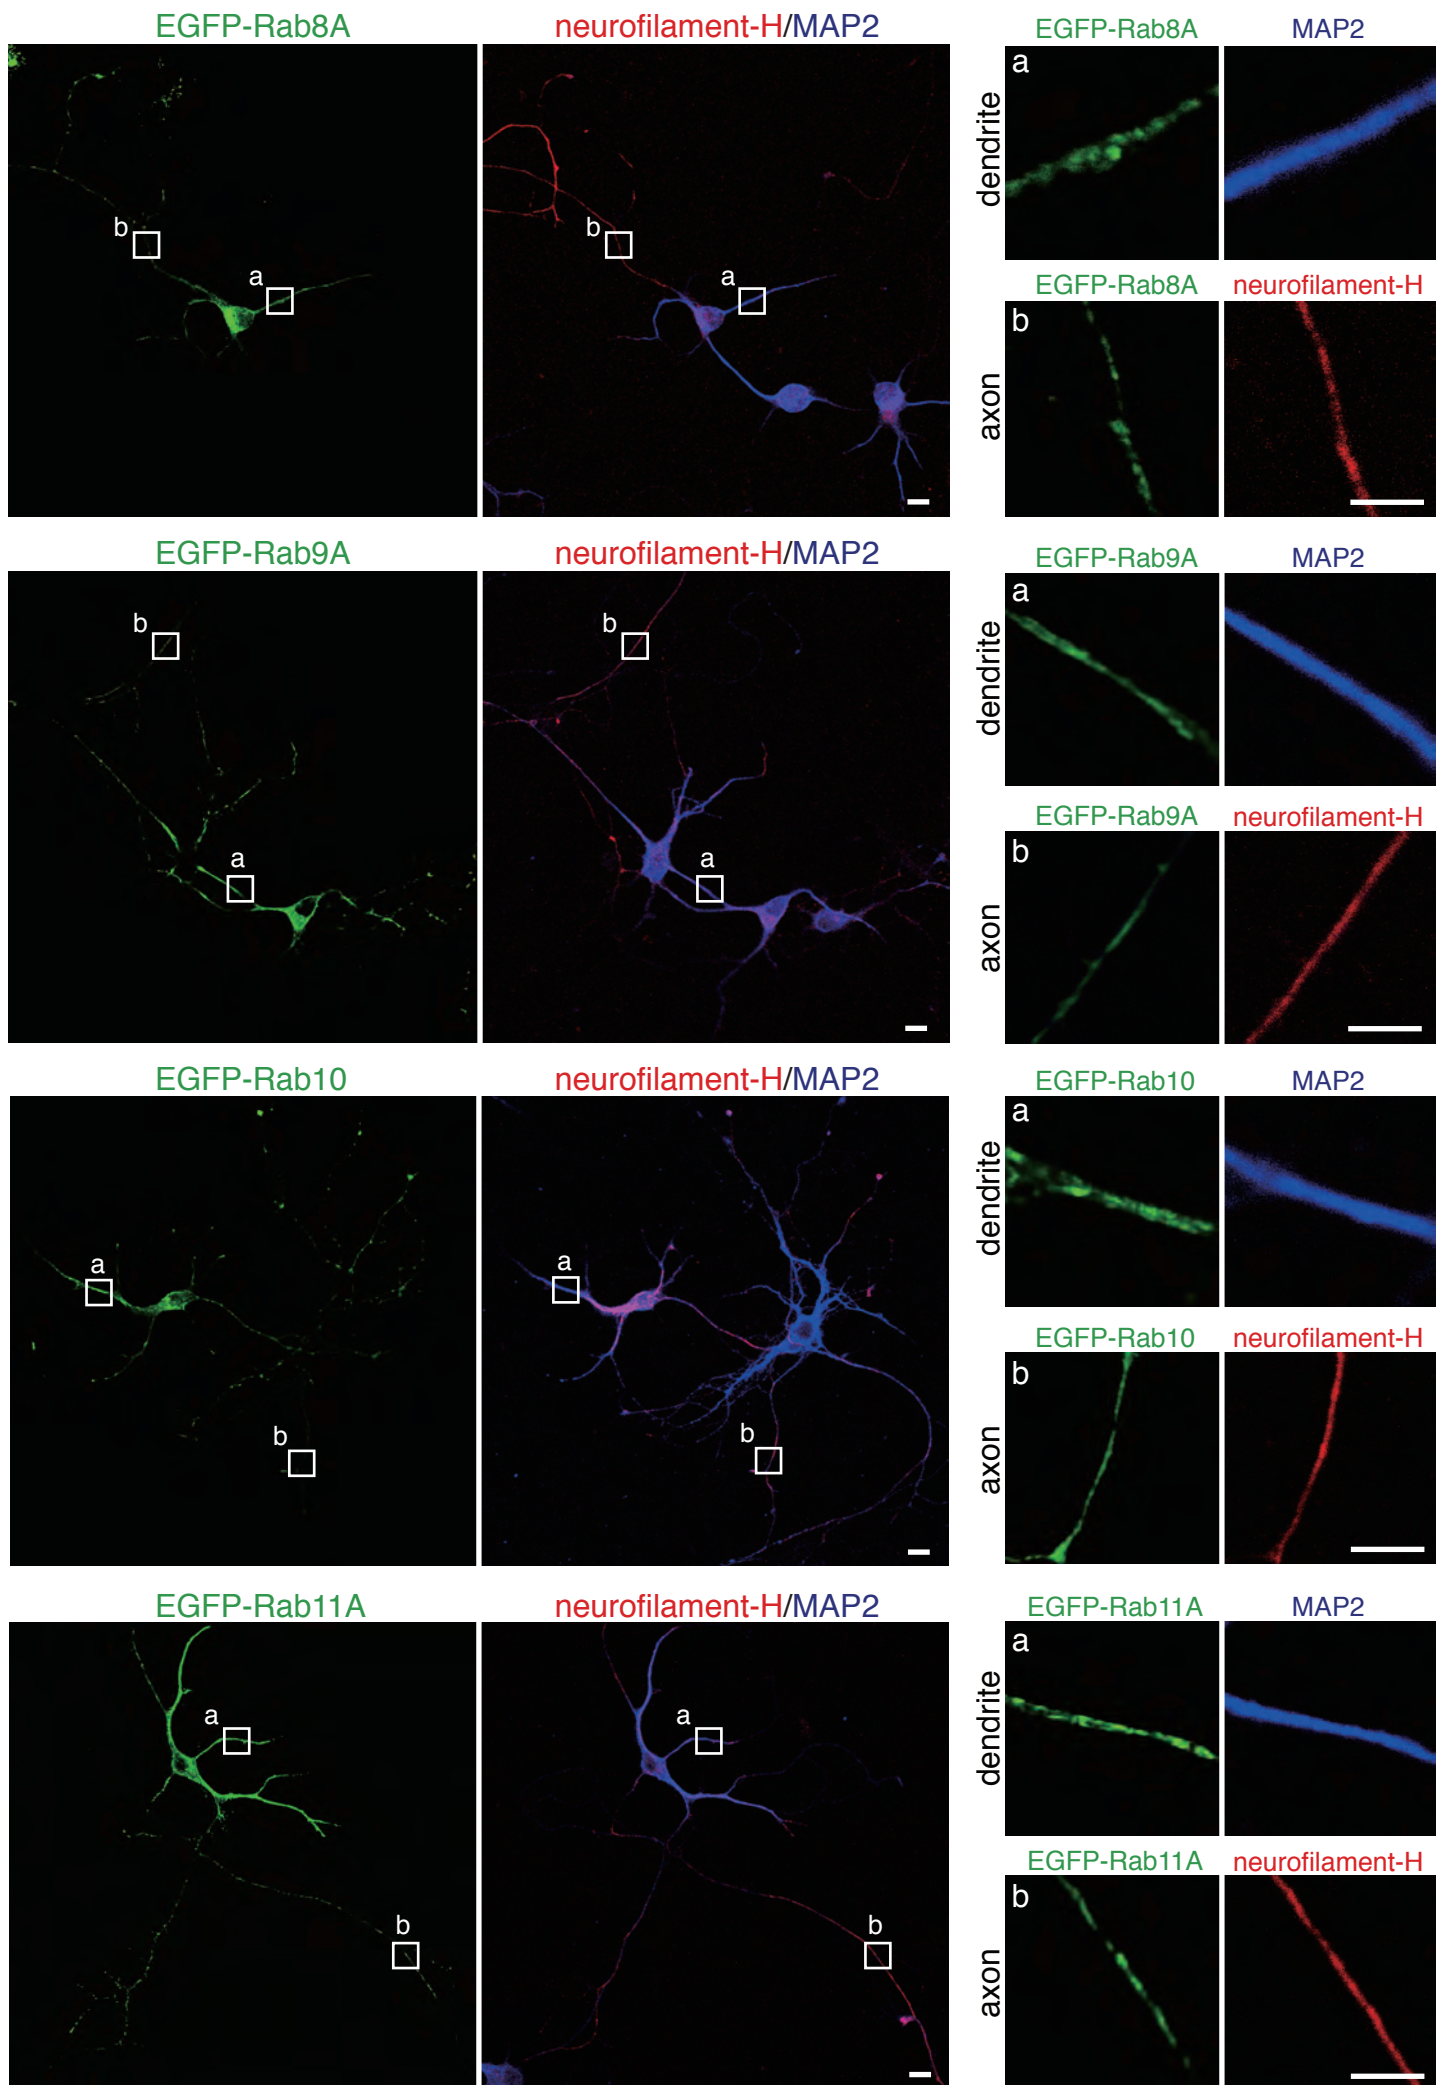 EGFP-Rab8A
neurofilament-H/MAP2
b
a
b
a
EGFP-Rab8A
MAP2
a
dendrite
EGFP-Rab8A
neurofilament-H
b
axon
EGFP-Rab9A
neurofilament-H/MAP2
b
a
b
a
EGFP-Rab9A
MAP2
a
dendrite
EGFP-Rab9A
neurofilament-H
b
axon
EGFP-Rab10
neurofilament-H/MAP2
a
b
a
b
EGFP-Rab10
MAP2
a
dendrite
EGFP-Rab10
neurofilament-H
b
axon
EGFP-Rab11A
neurofilament-H/MAP2
a
b
a
b
EGFP-Rab11A
MAP2
a
dendrite
EGFP-Rab11A
neurofilament-H
b
axon